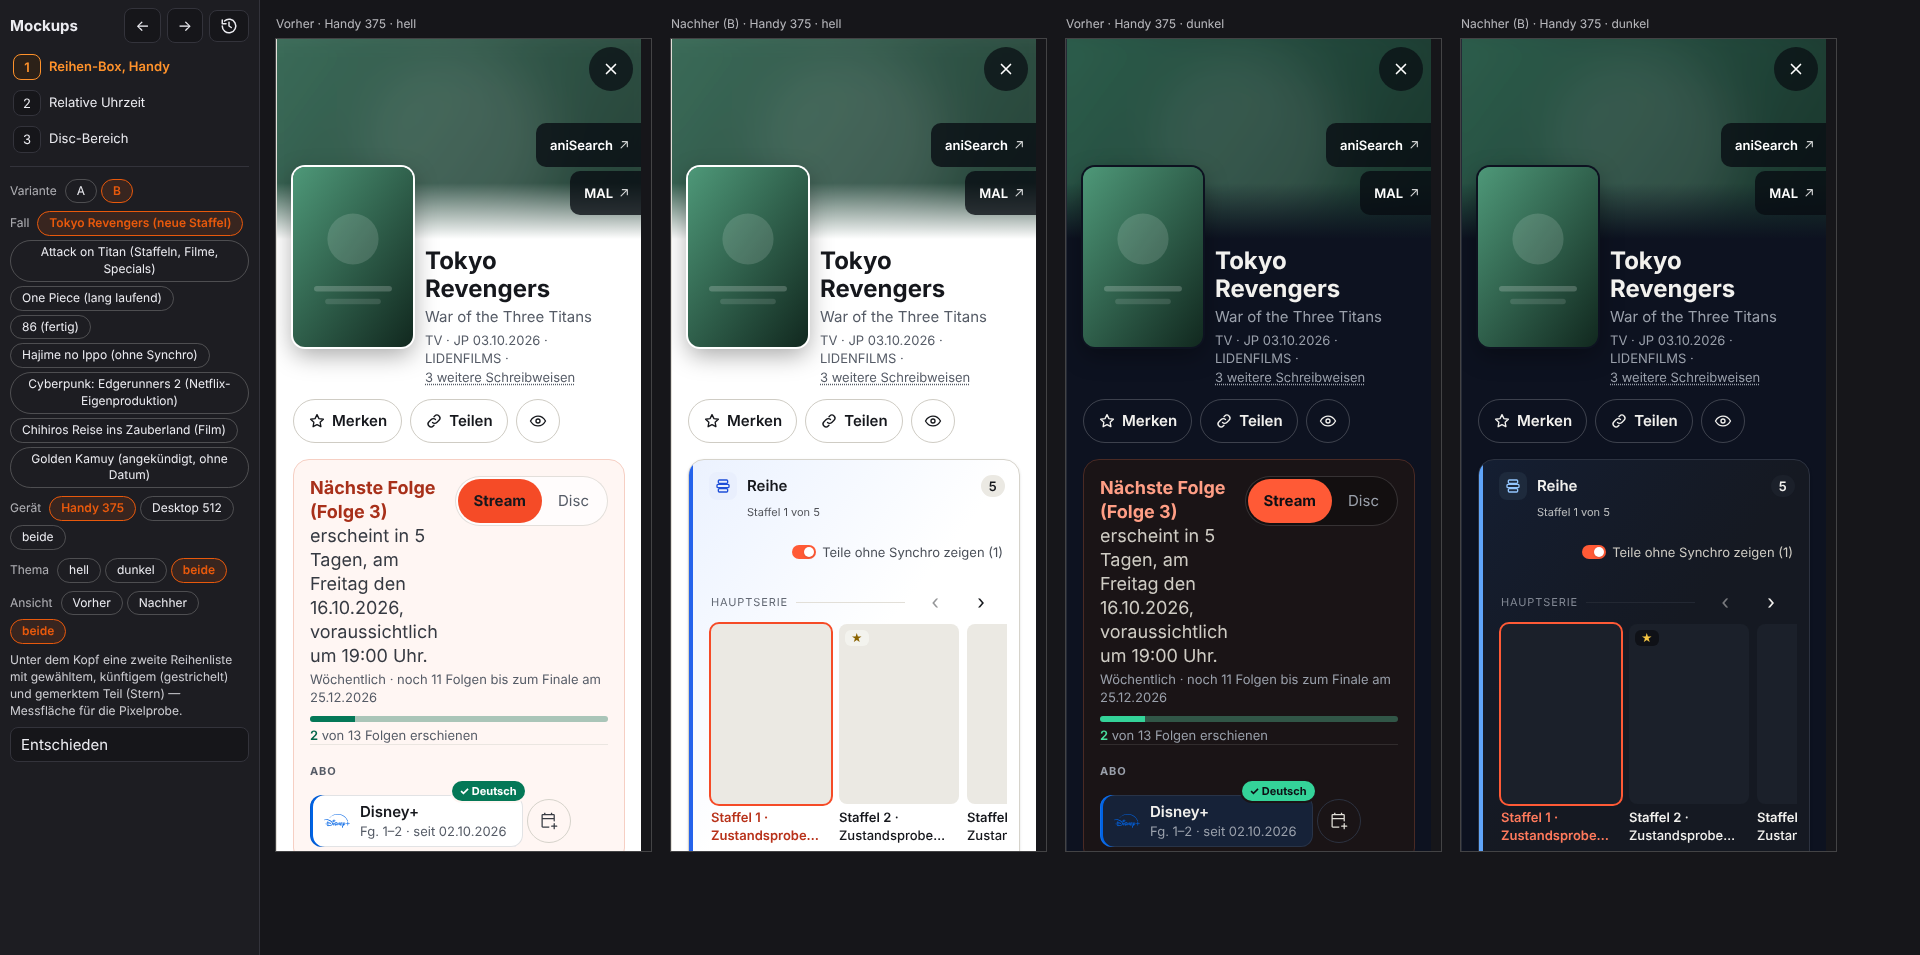 Mockups
1 Reihen-Box, Handy
2 Relative Uhrzeit
3 Disc-Bereich
Variante A B
Fall Tokyo Revengers (neue Staffel)
Attack on Titan (Staffeln, Filme,
Specials)
One Piece (lang laufend)
86 (fertig)
Hajime no Ippo (ohne Synchro)
Cyberpunk: Edgerunners 2 (Netflix-
Eigenproduktion)
Chihiros Reise ins Zauberland (Film)
Golden Kamuy (angekündigt, ohne
Datum)
Gerät Handy 375 Desktop 512
beide
Thema hell dunkel beide
Ansicht Vorher Nachher
beide
Unter dem Kopf eine zweite Reihenliste
mit gewähltem, künftigem (gestrichelt)
und gemerktem Teil (Stern) —
Messfläche für die Pixelprobe.
Entschieden
Vorher · Handy 375 · hell
aniSearch ↗
MAL ↗
Tokyo
Revengers
War of the Three Titans
TV · JP 03.10.2026 ·
LIDENFILMS ·
3 weitere Schreibweisen
Merken Teilen
Nächste Folge
(Folge 3)
erscheint in 5
Tagen, am
Freitag den
16.10.2026,
voraussichtlich
um 19:00 Uhr.
Stream Disc
Wöchentlich · noch 11 Folgen bis zum Finale am
25.12.2026
2 von 13 Folgen erschienen
ABO
✓ Deutsch
Disney+
Disney+
Fg. 1–2 · seit 02.10.2026
Nachher (B) · Handy 375 · hell
aniSearch ↗
MAL ↗
Tokyo
Revengers
War of the Three Titans
TV · JP 03.10.2026 ·
LIDENFILMS ·
3 weitere Schreibweisen
Merken Teilen
Reihe 5
Staffel 1 von 5
Teile ohne Synchro zeigen (1)
HAUPTSERIE
Staffel 1 ·
Zustandsprobe...
Staffel 2 ·
Zustandsprobe...
Staffel
Zustan
Vorher · Handy 375 · dunkel
aniSearch ↗
MAL ↗
Tokyo
Revengers
War of the Three Titans
TV · JP 03.10.2026 ·
LIDENFILMS ·
3 weitere Schreibweisen
Merken Teilen
Nächste Folge
(Folge 3)
erscheint in 5
Tagen, am
Freitag den
16.10.2026,
voraussichtlich
um 19:00 Uhr.
Stream Disc
Wöchentlich · noch 11 Folgen bis zum Finale am
25.12.2026
2 von 13 Folgen erschienen
ABO
✓ Deutsch
Disney+
Disney+
Fg. 1–2 · seit 02.10.2026
Nachher (B) · Handy 375 · dunkel
aniSearch ↗
MAL ↗
Tokyo
Revengers
War of the Three Titans
TV · JP 03.10.2026 ·
LIDENFILMS ·
3 weitere Schreibweisen
Merken Teilen
Reihe 5
Staffel 1 von 5
Teile ohne Synchro zeigen (1)
HAUPTSERIE
Staffel 1 ·
Zustandsprobe...
Staffel 2 ·
Zustandsprobe...
Staffel
Zustan